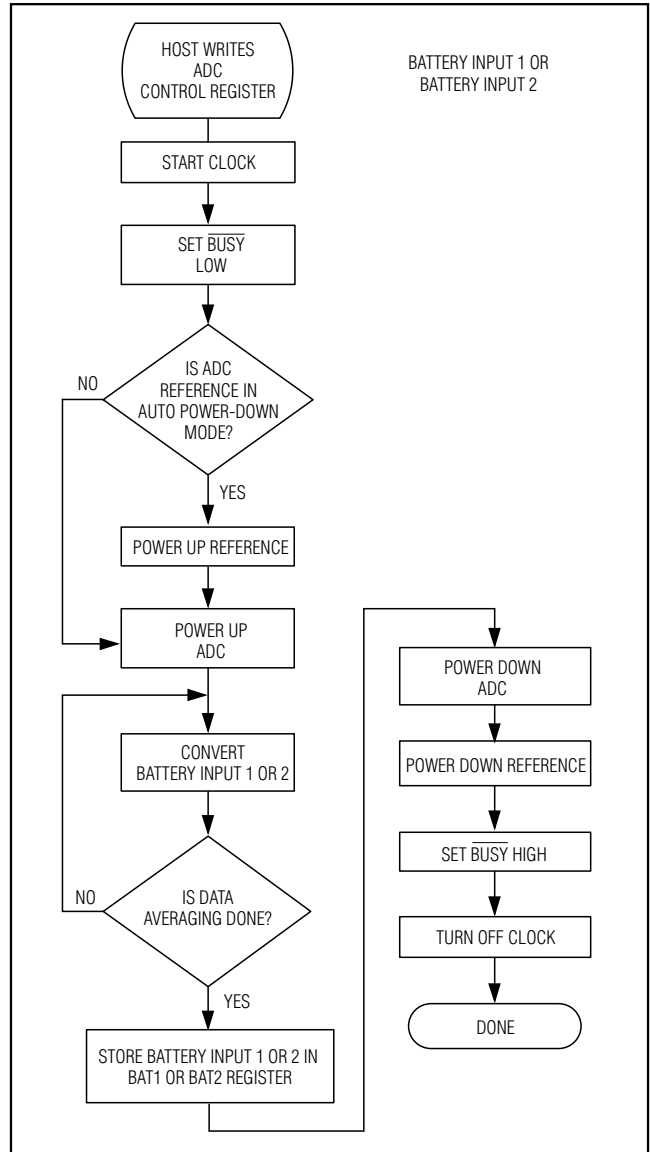 HOST WRITES
ADC
CONTROL REGISTER
BATTERY INPUT 1 OR
BATTERY INPUT 2
START CLOCK
SET B̅U̅S̅Y̅
LOW
IS ADC
REFERENCE IN
AUTO POWER-DOWN
MODE?
NO
YES
POWER UP REFERENCE
POWER UP
ADC
CONVERT
BATTERY INPUT 1 OR 2
IS DATA
AVERAGING DONE?
NO
YES
STORE BATTERY INPUT 1 OR 2 IN
BAT1 OR BAT2 REGISTER
POWER DOWN
ADC
POWER DOWN REFERENCE
SET B̅U̅S̅Y̅ HIGH
TURN OFF CLOCK
DONE